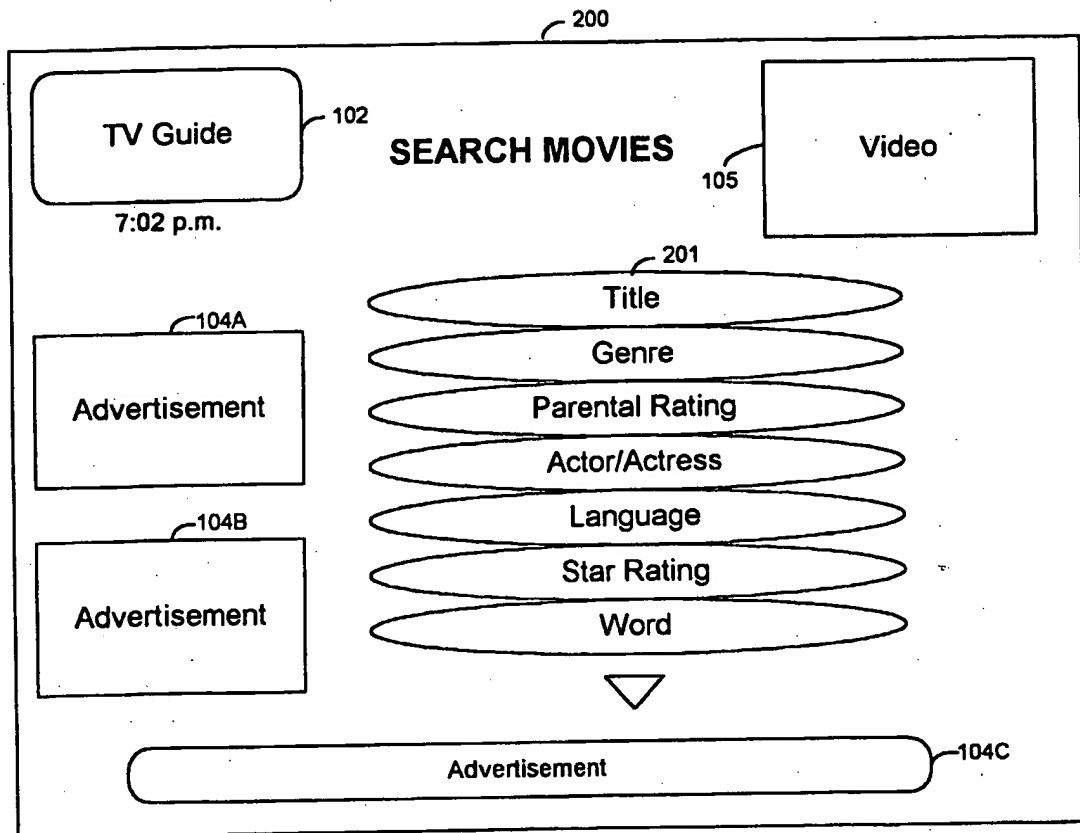 200
TV Guide
102
SEARCH MOVIES
Video
105
7:02 p.m.
201
Title
104A
Genre
Advertisement
Parental Rating
Actor/Actress
104B
Language
Star Rating
Advertisement
Word
Advertisement
104C